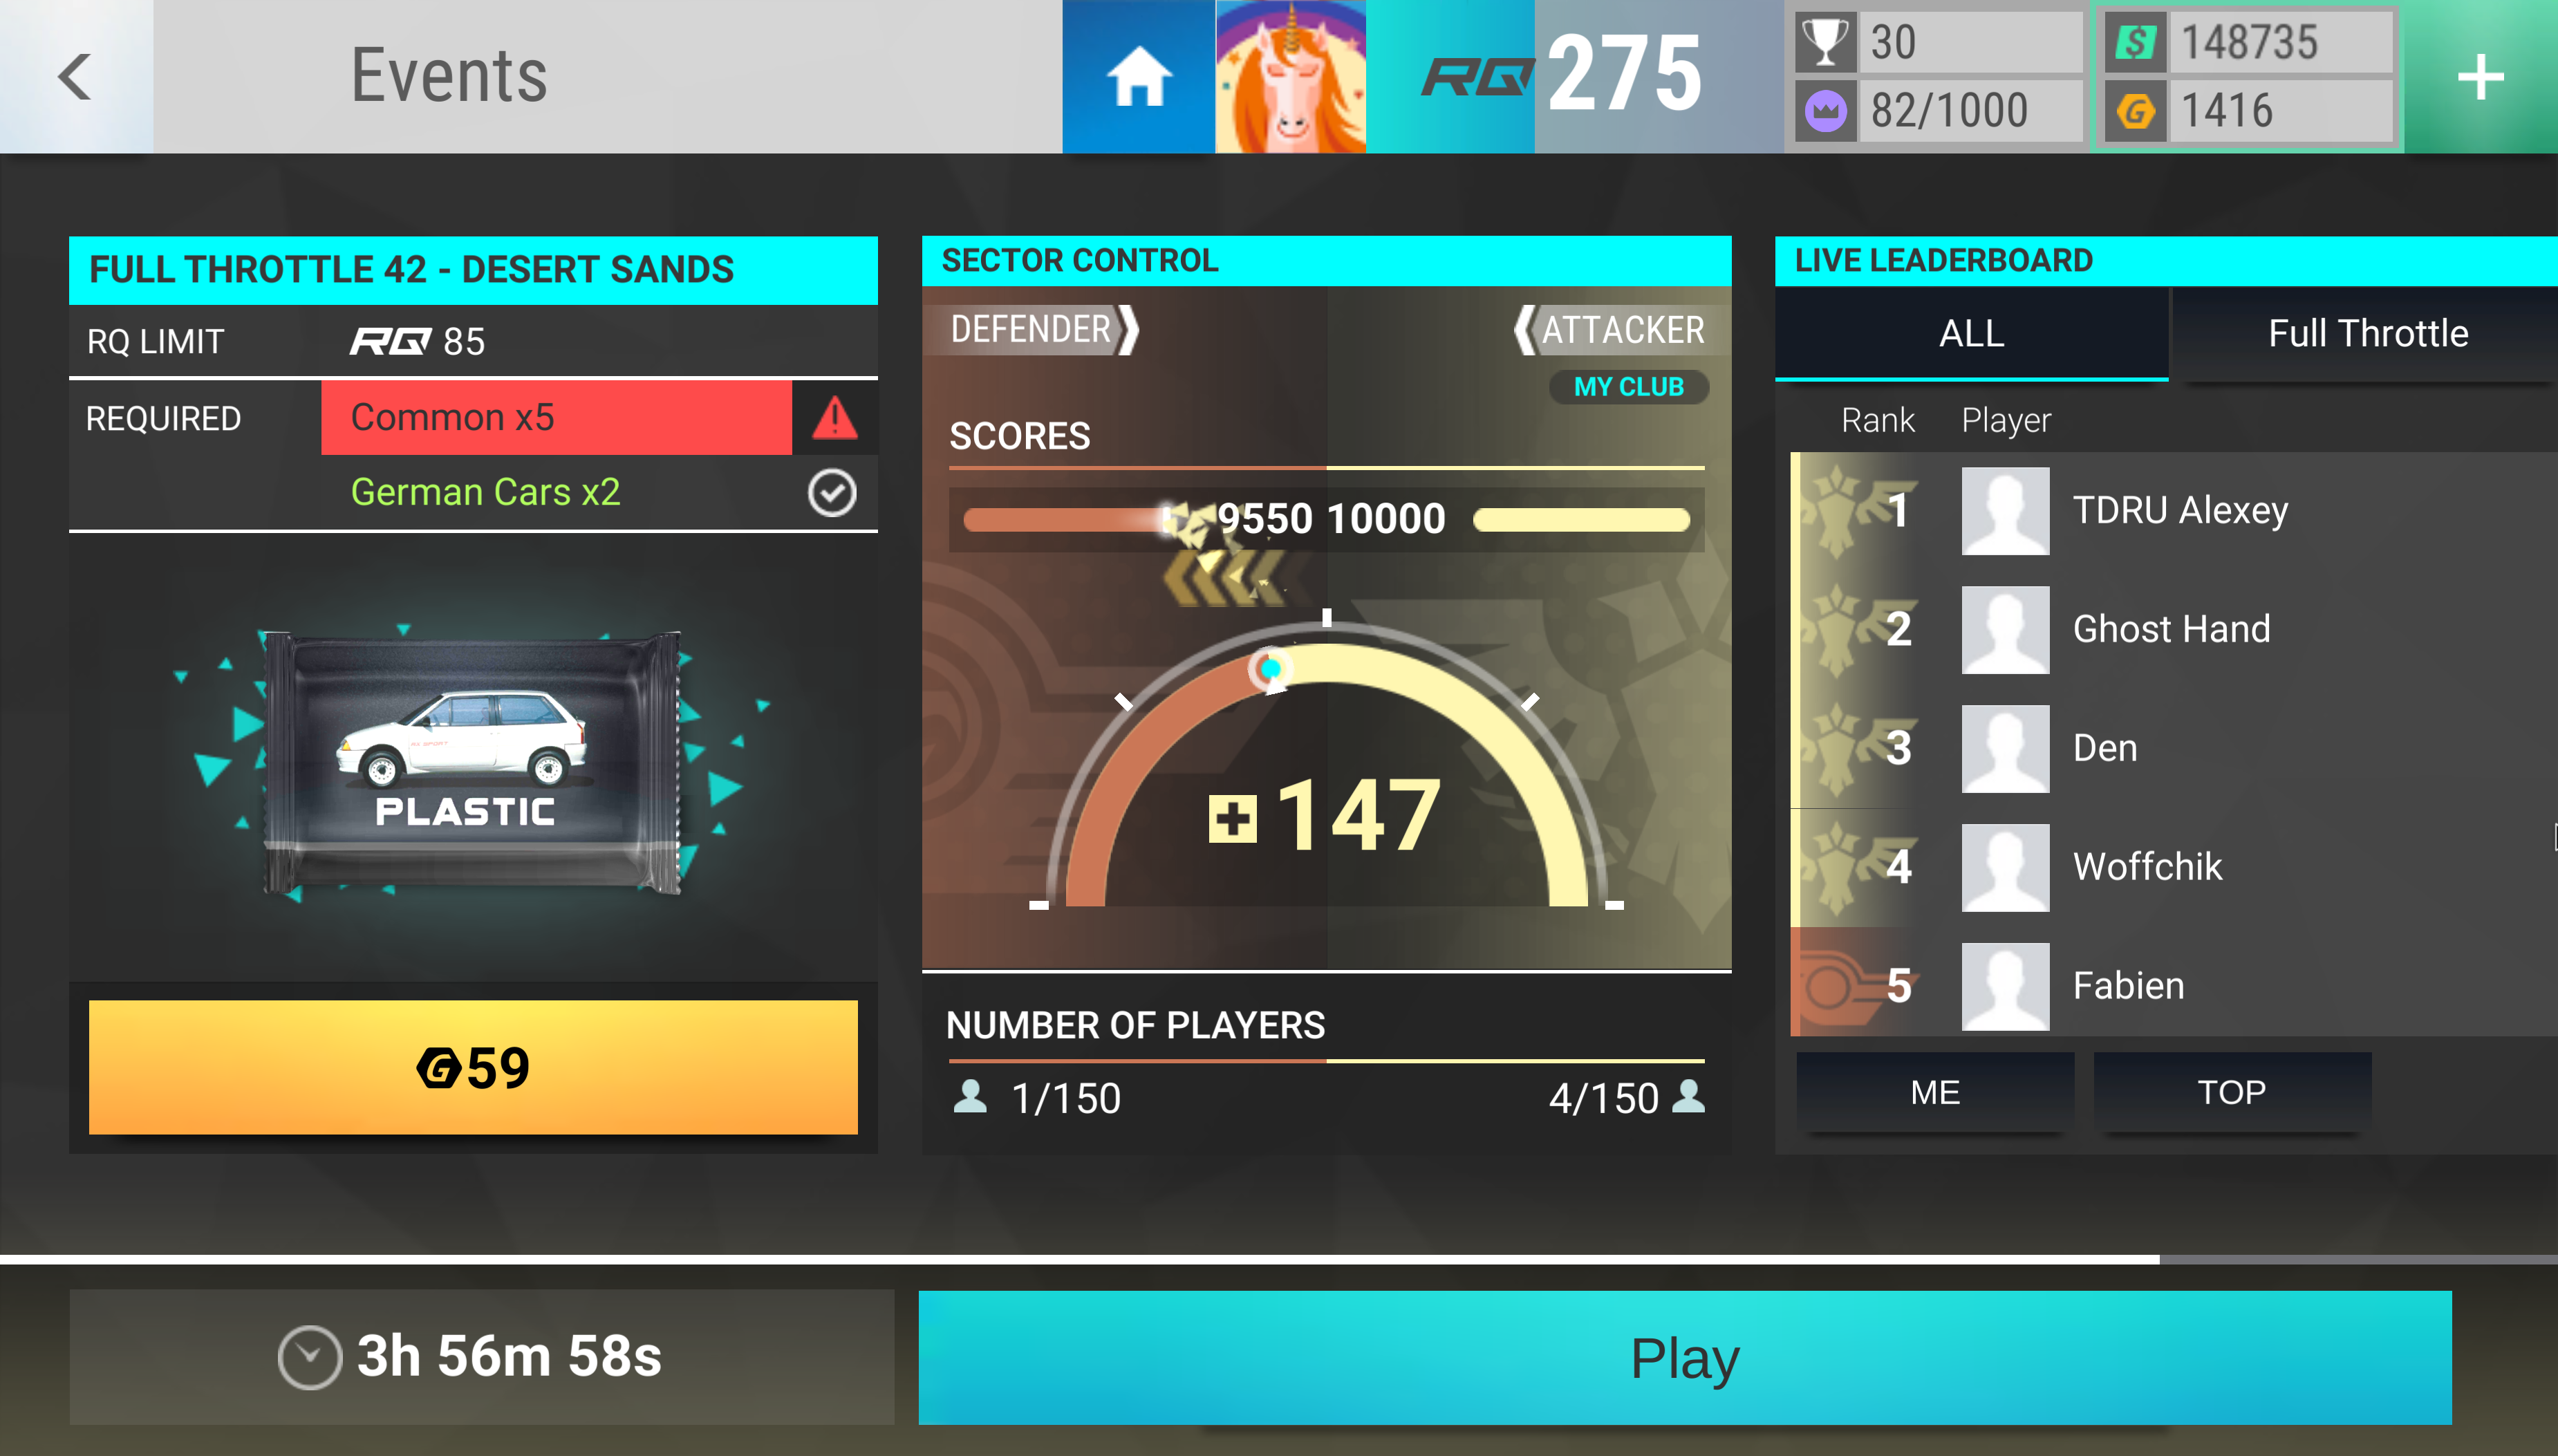 Events
RQ 275
30
82/1000
148735
1416
FULL THROTTLE 42 - DESERT SANDS
RQ LIMIT RQ 85
REQUIRED Common x5
German Cars x2
PLASTIC
G59
SECTOR CONTROL
DEFENDER ATTACKER
MY CLUB
SCORES
9550 10000
147
NUMBER OF PLAYERS
1/150 4/150
LIVE LEADERBOARD
ALL Full Throttle
Rank Player
1 TDRU Alexey
2 Ghost Hand
3 Den
4 Woffchik
5 Fabien
ME TOP
3h 56m 58s
Play